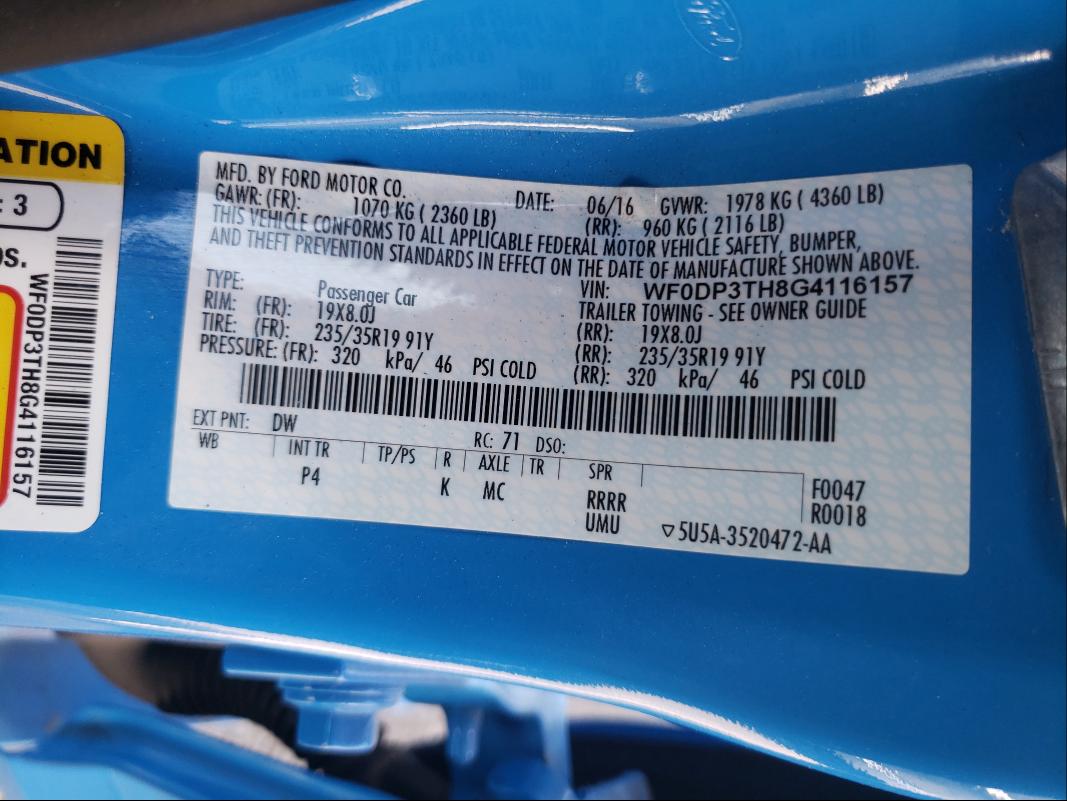 ATION
: 3
os.
WF0DP3TH8G4116157
MFD. BY FORD MOTOR CO.
DATE: 06/16 GVWR: 1978 KG ( 4360 LB)
GAWR: (FR): 1070 KG ( 2360 LB) (RR): 960 KG ( 2116 LB)
THIS VEHICLE CONFORMS TO ALL APPLICABLE FEDERAL MOTOR VEHICLE SAFETY, BUMPER,
AND THEFT PREVENTION STANDARDS IN EFFECT ON THE DATE OF MANUFACTURE SHOWN ABOVE.
VIN: WF0DP3TH8G4116157
TYPE: Passenger Car TRAILER TOWING - SEE OWNER GUIDE
RIM: (FR): 19X8.0J (RR): 19X8.0J
TIRE: (FR): 235/35R19 91Y (RR): 235/35R19 91Y
PRESSURE: (FR): 320 kPa/ 46 PSI COLD (RR): 320 kPa/ 46 PSI COLD
EXT PNT: DW RC: 71 DSO:
WB INT TR TP/PS R AXLE TR SPR
P4 K MC RRRR F0047
UMU R0018
▽5U5A-3520472-AA